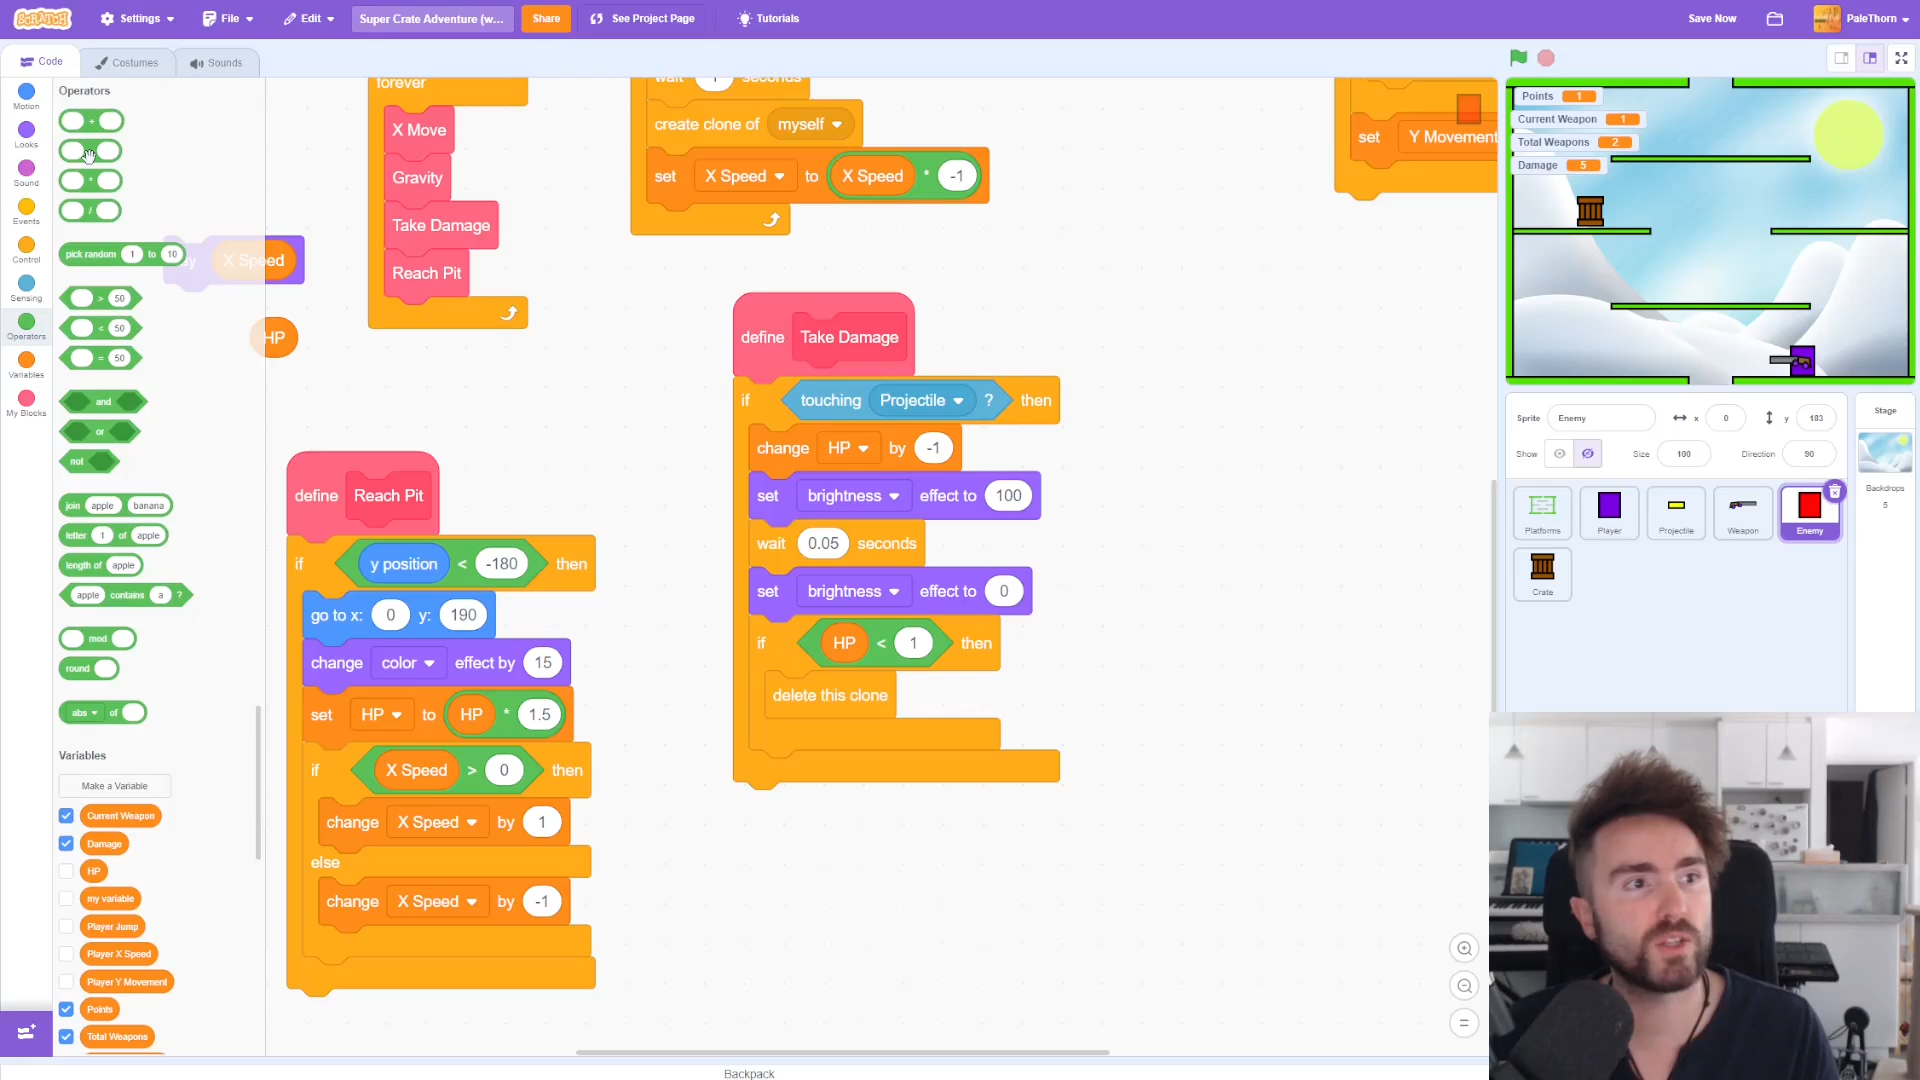 SCRATCH
Settings
File
Edit
Super Crate Adventure (w...
Share
See Project Page
Tutorials
Save Now
PaleThorn
Code
Costumes
Sounds
Motion
Looks
Sound
Events
Control
Sensing
Operators
Variables
My Blocks
Operators
+
*
/
pick random 1 to 10
> 50
< 50
= 50
and
or
not
join apple banana
letter 1 of apple
length of apple
apple contains a ?
mod
round
abs of
Variables
Make a Variable
Current Weapon
Damage
HP
my variable
Player Jump
Player X Speed
Player Y Movement
Points
Total Weapons
X Speed
HP
forever
X Move
Gravity
Take Damage
Reach Pit
wait 1 seconds
create clone of myself
set X Speed to X Speed * -1
set Y Movement
define Reach Pit
if y position < -180 then
go to x: 0 y: 190
change color effect by 15
set HP to HP * 1.5
if X Speed > 0 then
change X Speed by 1
else
change X Speed by -1
define Take Damage
if touching Projectile ? then
change HP by -1
set brightness effect to 100
wait 0.05 seconds
set brightness effect to 0
if HP < 1 then
delete this clone
Backpack
Points 1
Current Weapon 1
Total Weapons 2
Damage 5
Sprite Enemy x 0 y 183
Show Size 100 Direction 90
Platforms
Player
Projectile
Weapon
Enemy
Crate
Stage
Backdrops
5